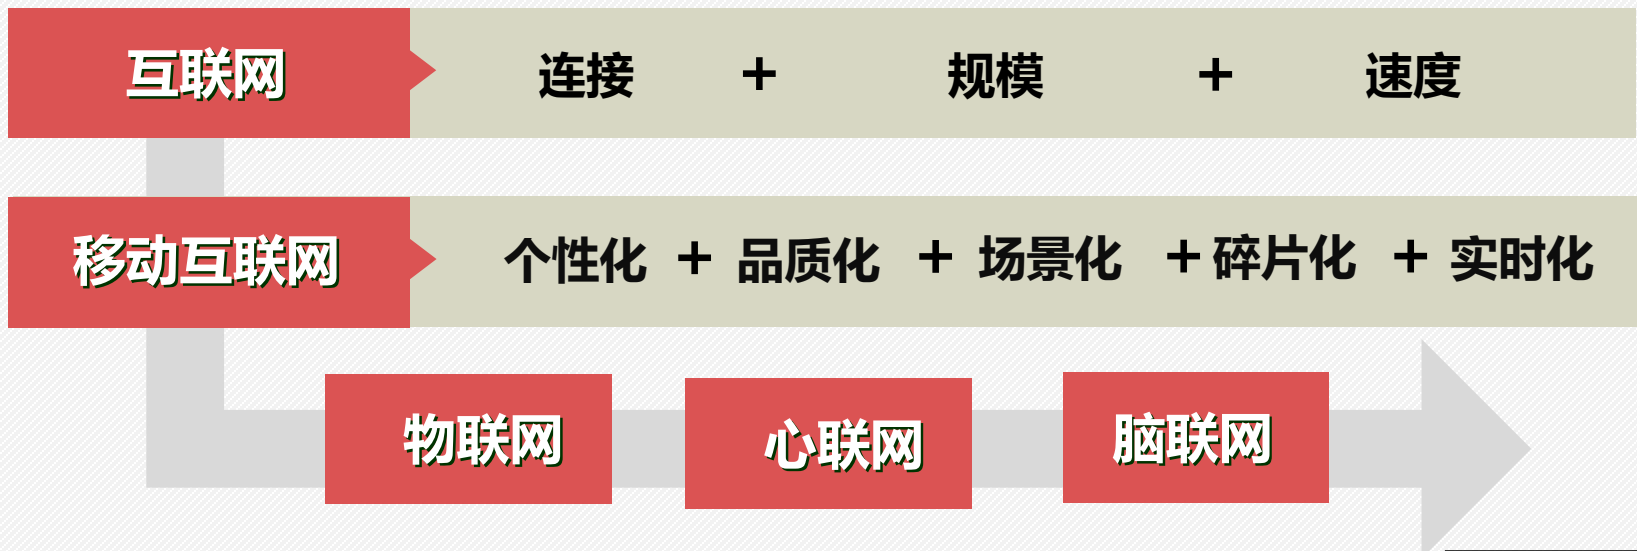 互联网 连接 + 规模 + 速度
移动互联网 个性化 + 品质化 + 场景化 + 碎片化 + 实时化
物联网 心联网 脑联网